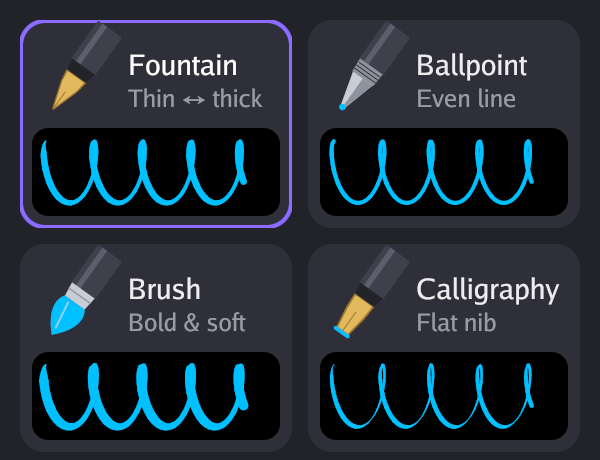 Fountain
Thin ↔ thick
Ballpoint
Even line
Brush
Bold & soft
Calligraphy
Flat nib